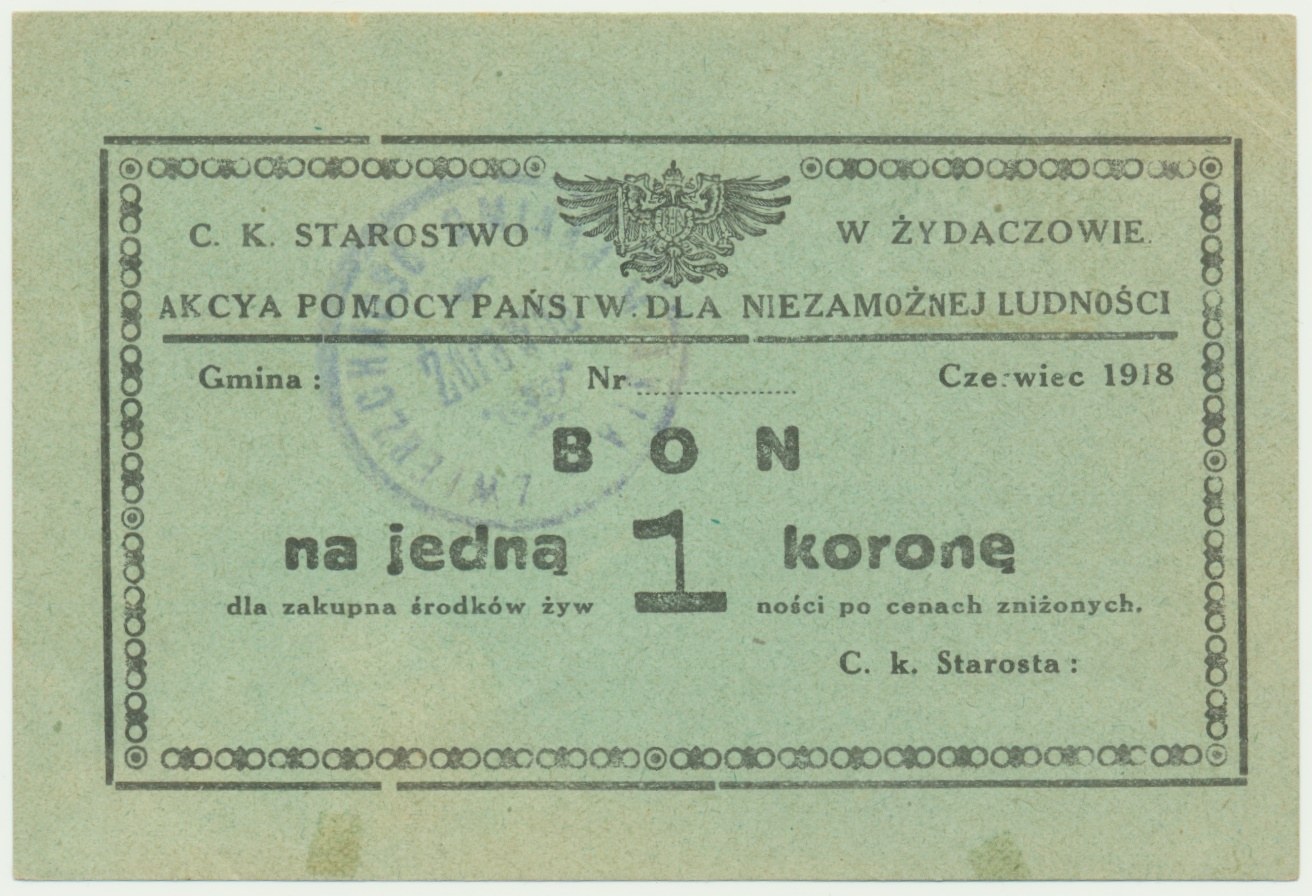 C. K. STAROSTWO W ŻYDACZOWIE.
AKCYA POMOCY PAŃSTW. DLA NIEZAMOŻNEJ LUDNOŚCI
Gmina : Nr. Czerwiec 1918
BON
na jedną 1 koronę
dla zakupna środków żyw ności po cenach zniżonych.
C. k. Starosta :